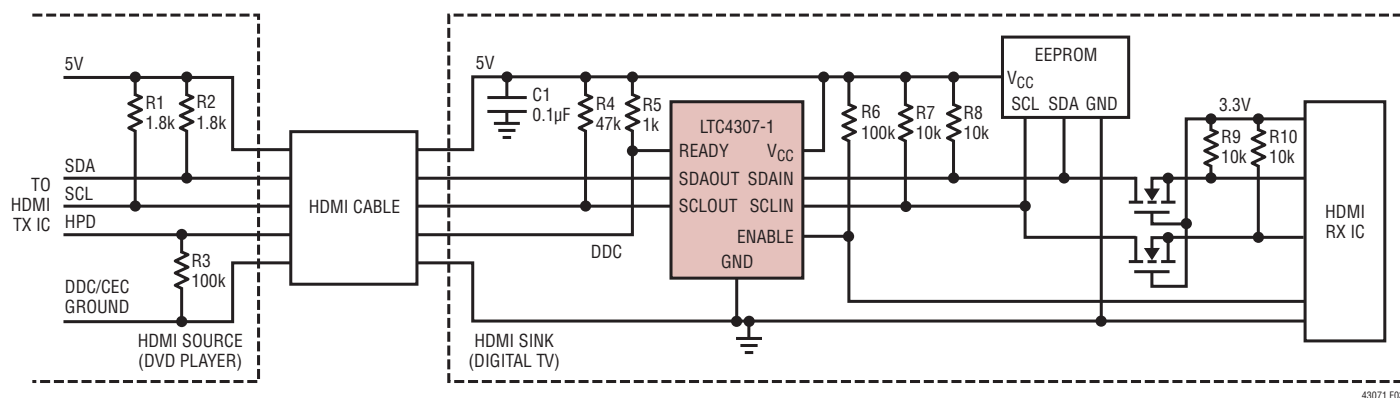 5V
R1
1.8k
R2
1.8k
SDA
SCL
HPD
TO
HDMI
TX IC
R3
100k
DDC/CEC
GROUND
HDMI SOURCE
(DVD PLAYER)
HDMI CABLE
5V
C1
0.1µF
R4
47k
R5
1k
LTC4307-1
READY VCC
SDAOUT SDAIN
SCLOUT SCLIN
ENABLE
GND
DDC
HDMI SINK
(DIGITAL TV)
R6
100k
R7
10k
R8
10k
EEPROM
VCC
SCL SDA GND
3.3V
R9
10k
R10
10k
HDMI
RX IC